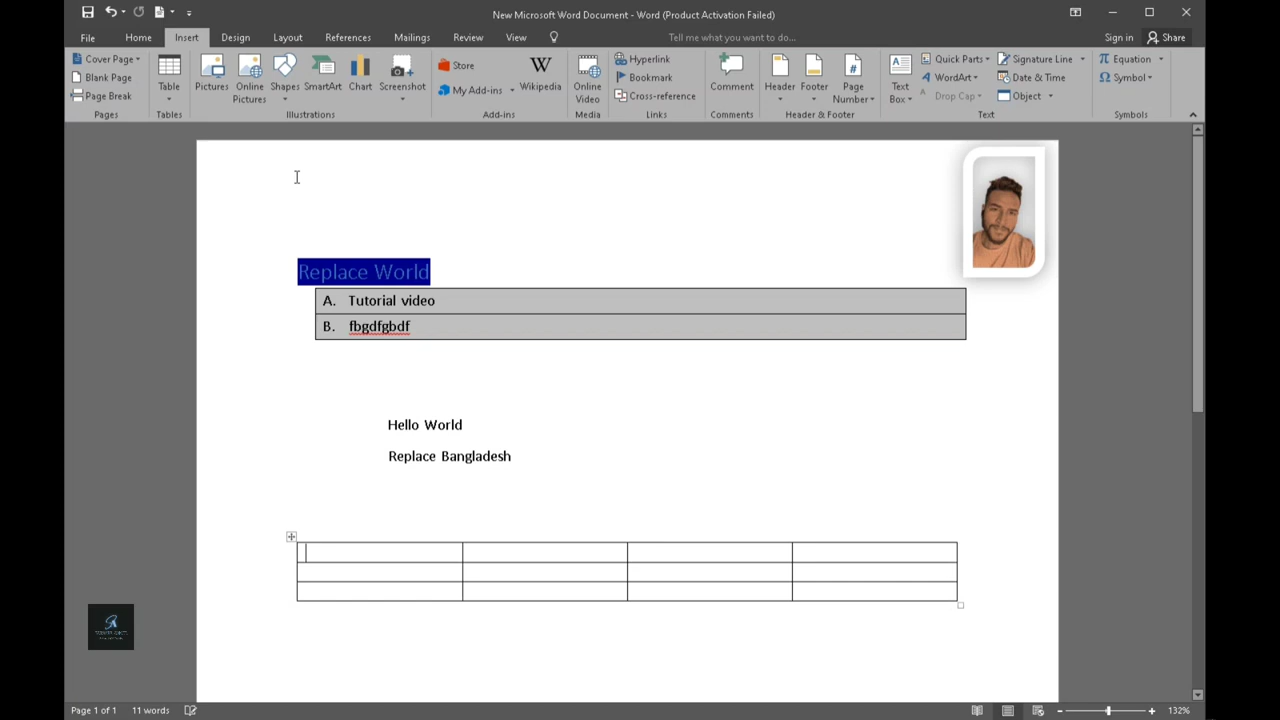 New Microsoft Word Document - Word (Product Activation Failed)
File Home Insert Design Layout References Mailings Review View Tell me what you want to do... Sign in Share
Cover Page
Blank Page
Page Break
Pages
Table
Tables
Pictures
Online Pictures
Shapes
SmartArt
Chart
Screenshot
Illustrations
Store
My Add-ins
Wikipedia
Add-ins
Online Video
Media
Hyperlink
Bookmark
Cross-reference
Links
Comment
Comments
Header
Footer
Page Number
Header & Footer
Text Box
Quick Parts
WordArt
Drop Cap
Signature Line
Date & Time
Object
Text
Equation
Symbol
Symbols
Replace World
A. Tutorial video
B. fbgdfgbdf
Hello World
Replace Bangladesh
Page 1 of 1 11 words 132%